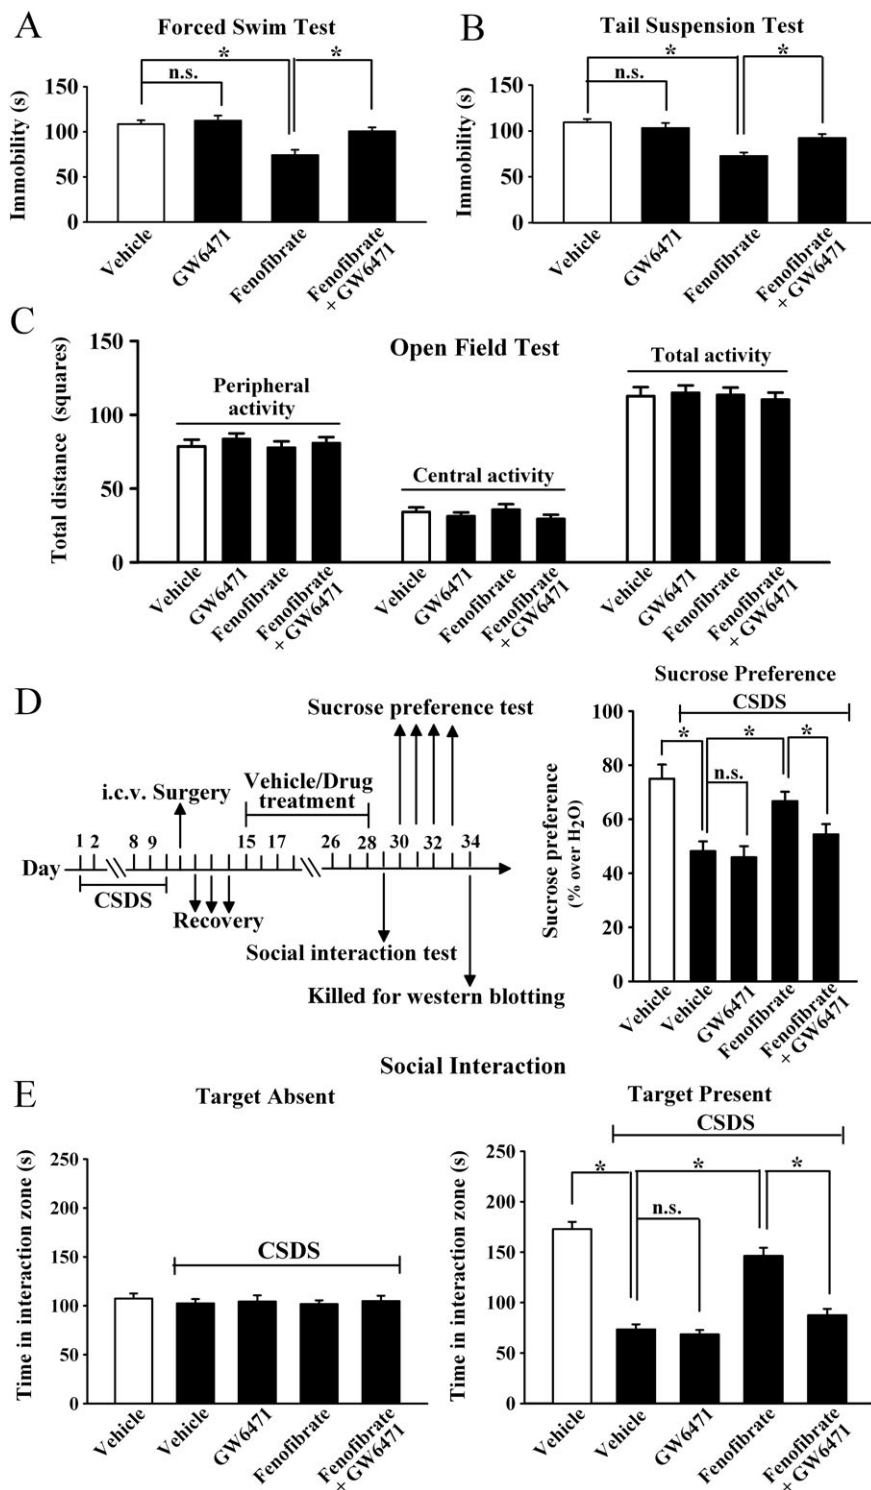 A
Forced Swim Test
*
*
n.s.
Immobility (s)
150
100
50
0
Vehicle
GW6471
Fenofibrate
Fenofibrate
+ GW6471
B
Tail Suspension Test
*
*
n.s.
Immobility (s)
150
100
50
0
Vehicle
GW6471
Fenofibrate
Fenofibrate
+ GW6471
C
Open Field Test
Total distance (squares)
150
100
50
0
Peripheral
activity
Central activity
Total activity
Vehicle
GW6471
Fenofibrate
Fenofibrate
+ GW6471
Vehicle
GW6471
Fenofibrate
Fenofibrate
+ GW6471
Vehicle
GW6471
Fenofibrate
Fenofibrate
+ GW6471
D
Sucrose preference test
i.c.v. Surgery
Vehicle/Drug
treatment
Day
1 2 8 9 15 17 26 28 30 32 34
CSDS
Recovery
Social interaction test
Killed for western blotting
Sucrose Preference
CSDS
*
*
*
n.s.
Sucrose preference
(% over H2O)
100
80
60
40
20
0
Vehicle
Vehicle
GW6471
Fenofibrate
Fenofibrate
+ GW6471
Social Interaction
E
Target Absent
Time in interaction zone (s)
250
200
150
100
50
0
CSDS
Vehicle
Vehicle
GW6471
Fenofibrate
Fenofibrate
+ GW6471
Target Present
CSDS
*
*
*
n.s.
Time in interaction zone (s)
250
200
150
100
50
0
Vehicle
Vehicle
GW6471
Fenofibrate
Fenofibrate
+ GW6471